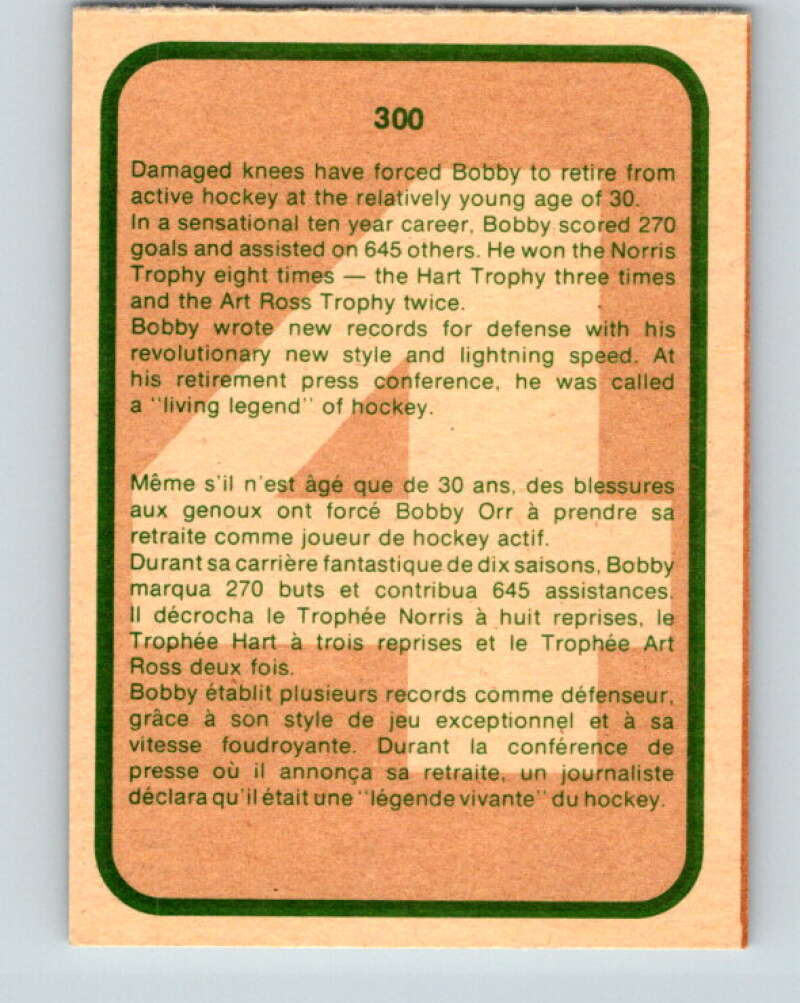 300
Damaged knees have forced Bobby to retire from
active hockey at the relatively young age of 30.
In a sensational ten year career, Bobby scored 270
goals and assisted on 645 others. He won the Norris
Trophy eight times — the Hart Trophy three times
and the Art Ross Trophy twice.
Bobby wrote new records for defense with his
revolutionary new style and lightning speed. At
his retirement press conference, he was called
a "living legend" of hockey.
Même s'il n'est âgé que de 30 ans, des blessures
aux genoux ont forcé Bobby Orr à prendre sa
retraite comme joueur de hockey actif.
Durant sa carrière fantastique de dix saisons, Bobby
marqua 270 buts et contribua 645 assistances.
Il décrocha le Trophée Norris à huit reprises, le
Trophée Hart à trois reprises et le Trophée Art
Ross deux fois.
Bobby établit plusieurs records comme défenseur,
grâce à son style de jeu exceptionnel et à sa
vitesse foudroyante. Durant la conférence de
presse où il annonça sa retraite, un journaliste
déclara qu'il était une "légende vivante" du hockey.
4